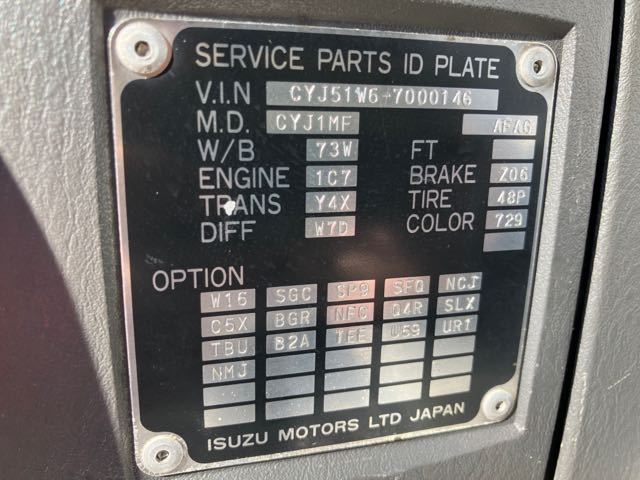 SERVICE PARTS ID PLATE
V.I.N CYJ51W6-7000146
M.D. CYJ1MF AFAG
W/B 73W FT
ENGINE 1C7 BRAKE Z06
TRANS Y4X TIRE 48P
DIFF W7D COLOR 729
OPTION
W16 SGC SM9 SFQ NCJ
C5X BGR NFC Q4R SLX
TBU B2A TEE U59 UR1
NMJ
ISUZU MOTORS LTD JAPAN